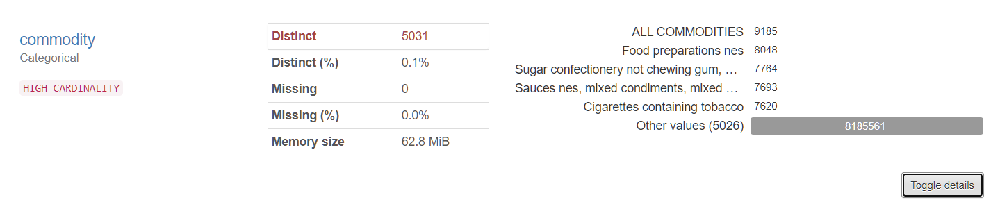 commodity
Categorical
HIGH CARDINALITY
Distinct 5031
Distinct (%) 0.1%
Missing 0
Missing (%) 0.0%
Memory size 62.8 MiB
ALL COMMODITIES 9185
Food preparations nes 8048
Sugar confectionery not chewing gum, … 7764
Sauces nes, mixed condiments, mixed … 7693
Cigarettes containing tobacco 7620
Other values (5026) 8185561
Toggle details